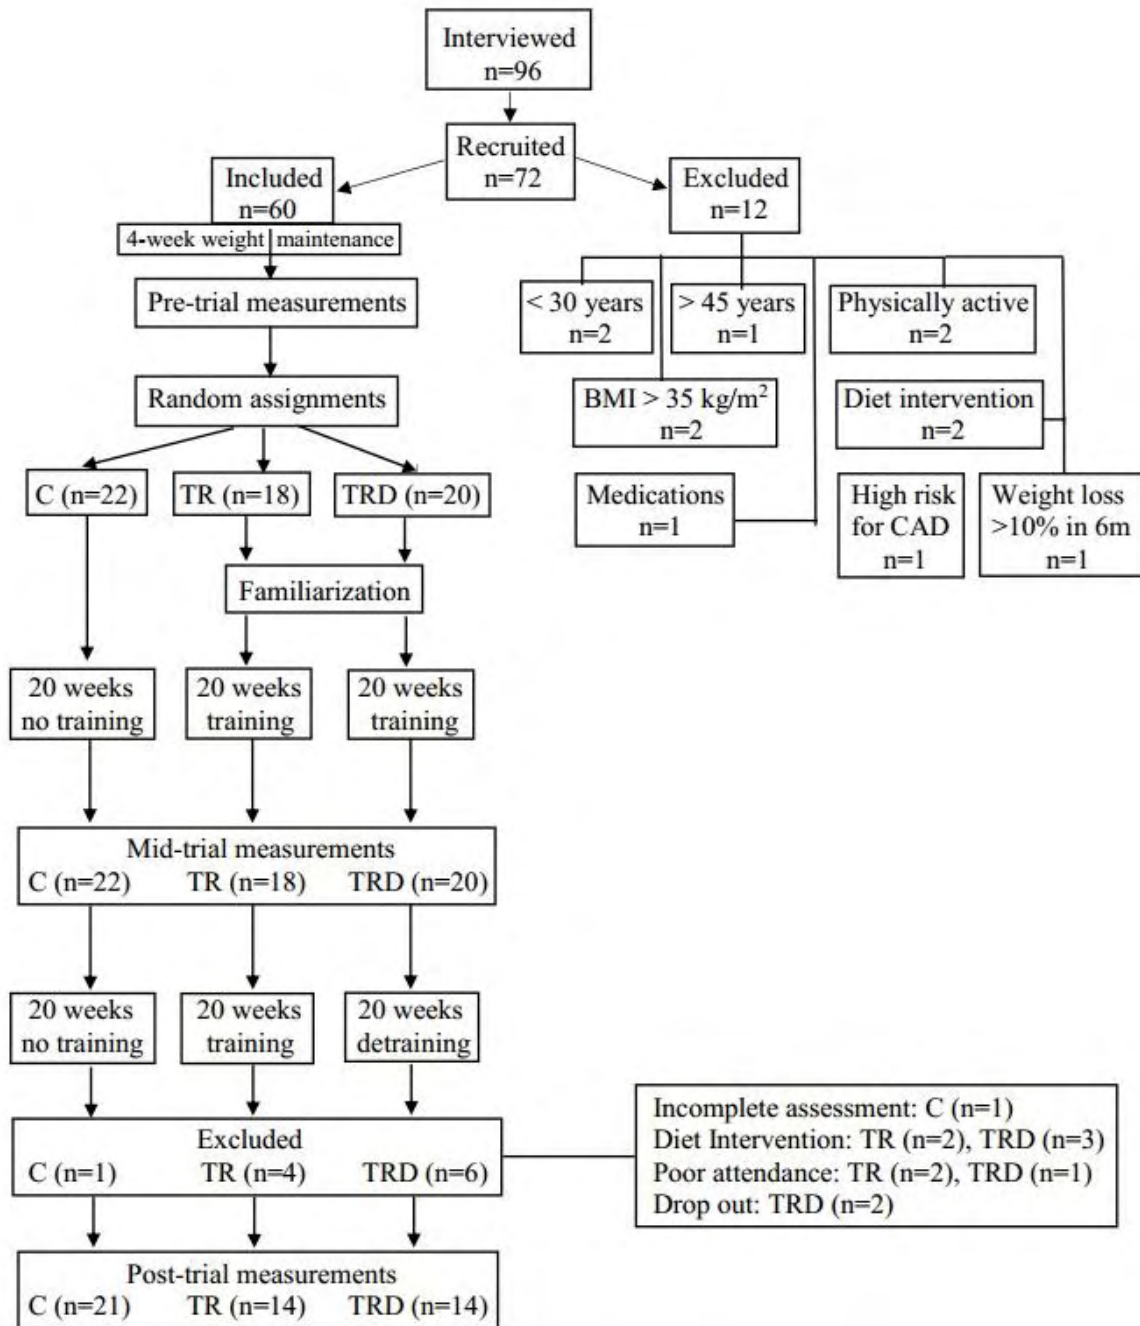 Interviewed
n=96
Recruited
n=72
Included
n=60
Excluded
n=12
4-week weight maintenance
Pre-trial measurements
Random assignments
< 30 years
n=2
> 45 years
n=1
Physically active
n=2
BMI > 35 kg/m²
n=2
Diet intervention
n=2
Medications
n=1
High risk
for CAD
n=1
Weight loss
>10% in 6m
n=1
C (n=22)
TR (n=18)
TRD (n=20)
Familiarization
20 weeks
no training
20 weeks
training
20 weeks
training
Mid-trial measurements
C (n=22) TR (n=18) TRD (n=20)
20 weeks
no training
20 weeks
training
20 weeks
detraining
Excluded
C (n=1) TR (n=4) TRD (n=6)
Incomplete assessment: C (n=1)
Diet Intervention: TR (n=2), TRD (n=3)
Poor attendance: TR (n=2), TRD (n=1)
Drop out: TRD (n=2)
Post-trial measurements
C (n=21) TR (n=14) TRD (n=14)